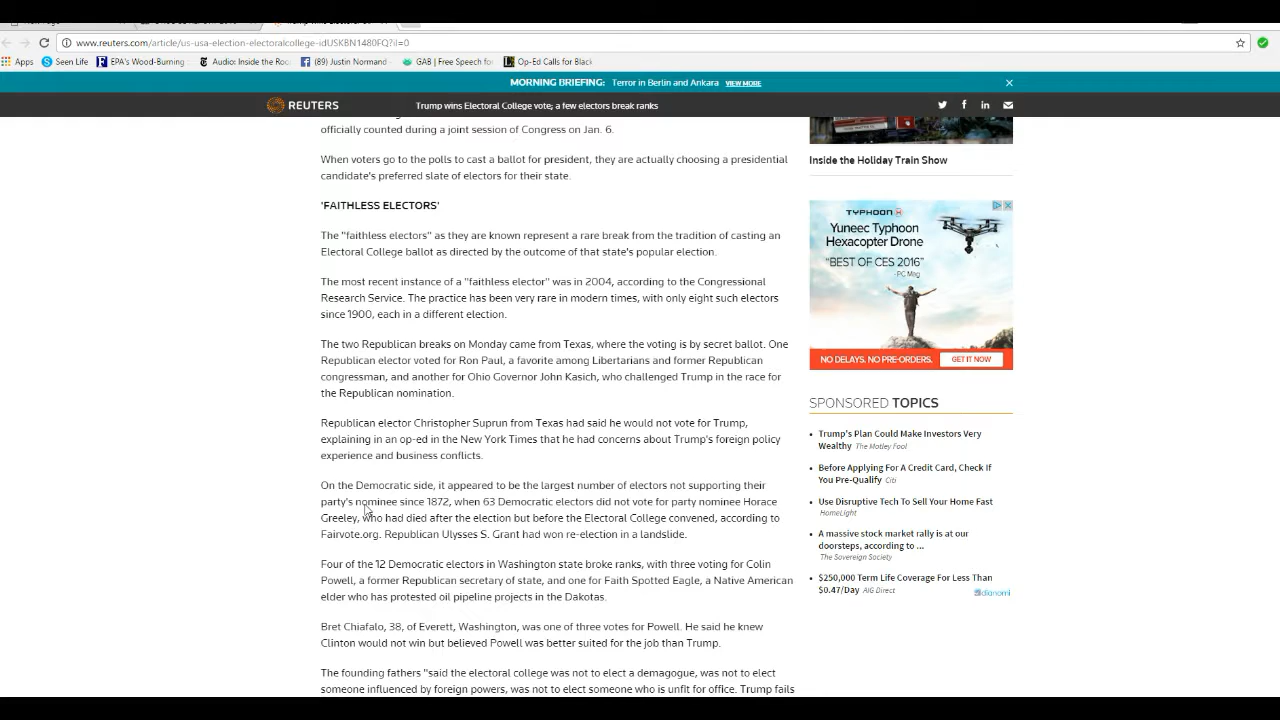 www.reuters.com/article/us-usa-election-electoralcollege-idUSKBN1480FQ?il=0
Apps Seen Life EPA's Wood-Burning Audio: Inside the Roo (89) Justin Normand GAB | Free Speech fo Op-Ed Calls for Black
MORNING BRIEFING: Terror in Berlin and Ankara VIEW MORE
REUTERS Trump wins Electoral College vote; a few electors break ranks
officially counted during a joint session of Congress on Jan. 6.
When voters go to the polls to cast a ballot for president, they are actually choosing a presidential
candidate's preferred slate of electors for their state.
'FAITHLESS ELECTORS'
The "faithless electors" as they are known represent a rare break from the tradition of casting an
Electoral College ballot as directed by the outcome of that state's popular election.
The most recent instance of a "faithless elector" was in 2004, according to the Congressional
Research Service. The practice has been very rare in modern times, with only eight such electors
since 1900, each in a different election.
The two Republican breaks on Monday came from Texas, where the voting is by secret ballot. One
Republican elector voted for Ron Paul, a favorite among Libertarians and former Republican
congressman, and another for Ohio Governor John Kasich, who challenged Trump in the race for
the Republican nomination.
Republican elector Christopher Suprun from Texas had said he would not vote for Trump,
explaining in an op-ed in the New York Times that he had concerns about Trump's foreign policy
experience and business conflicts.
On the Democratic side, it appeared to be the largest number of electors not supporting their
party's nominee since 1872, when 63 Democratic electors did not vote for party nominee Horace
Greeley, who had died after the election but before the Electoral College convened, according to
Fairvote.org. Republican Ulysses S. Grant had won re-election in a landslide.
Four of the 12 Democratic electors in Washington state broke ranks, with three voting for Colin
Powell, a former Republican secretary of state, and one for Faith Spotted Eagle, a Native American
elder who has protested oil pipeline projects in the Dakotas.
Bret Chiafalo, 38, of Everett, Washington, was one of three votes for Powell. He said he knew
Clinton would not win but believed Powell was better suited for the job than Trump.
The founding fathers "said the electoral college was not to elect a demagogue, was not to elect
someone influenced by foreign powers, was not to elect someone who is unfit for office. Trump fails
Inside the Holiday Train Show
TYPHOON H
Yuneec Typhoon
Hexacopter Drone
"BEST OF CES 2016"
-PC Mag
NO DELAYS. NO PRE-ORDERS. GET IT NOW
SPONSORED TOPICS
Trump's Plan Could Make Investors Very
Wealthy The Motley Fool
Before Applying For A Credit Card, Check If
You Pre-Qualify Citi
Use Disruptive Tech To Sell Your Home Fast
HomeLight
A massive stock market rally is at our
doorsteps, according to ...
The Sovereign Society
$250,000 Term Life Coverage For Less Than
$0.47/Day AIG Direct
dianomi